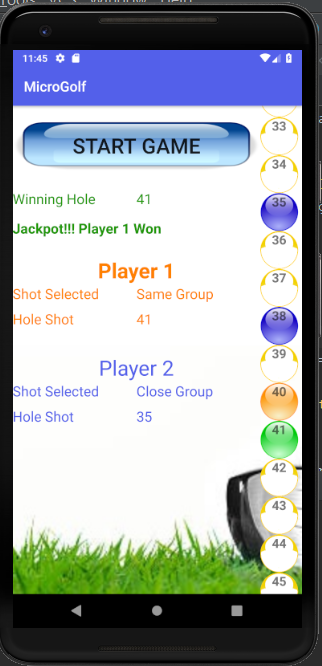 11:45
MicroGolf
START GAME
Winning Hole 41
Jackpot!!! Player 1 Won
Player 1
Shot Selected Same Group
Hole Shot 41
Player 2
Shot Selected Close Group
Hole Shot 35
33
34
35
36
37
38
39
40
41
42
43
44
45